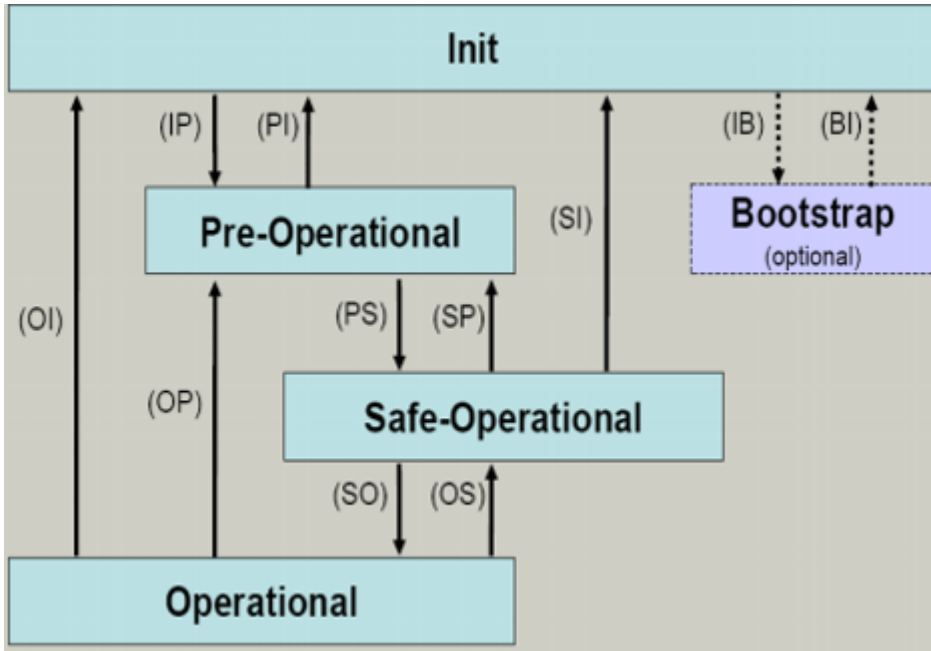 Init
(IP)
(PI)
(IB)
(BI)
Pre-Operational
(SI)
Bootstrap
(optional)
(OI)
(PS)
(SP)
(OP)
Safe-Operational
(SO)
(OS)
Operational